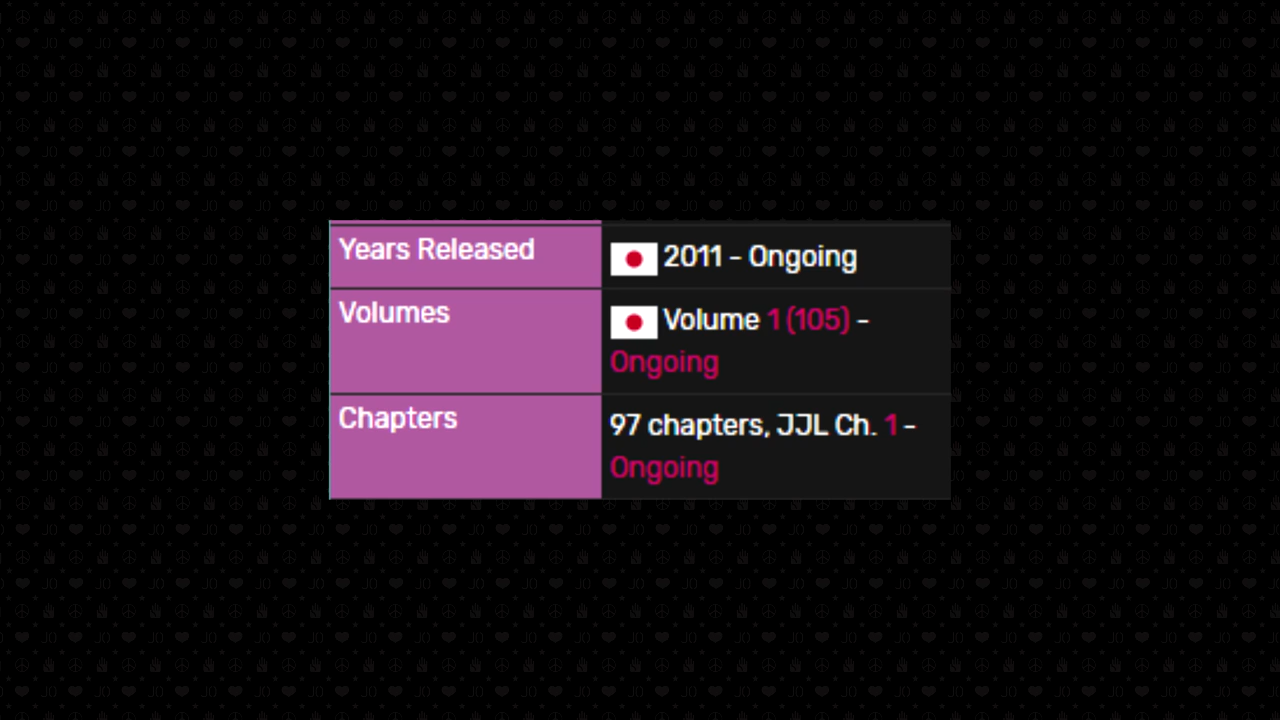 Years Released
2011 - Ongoing
Volumes
Volume 1 (105) -
Ongoing
Chapters
97 chapters, JJL Ch. 1 -
Ongoing